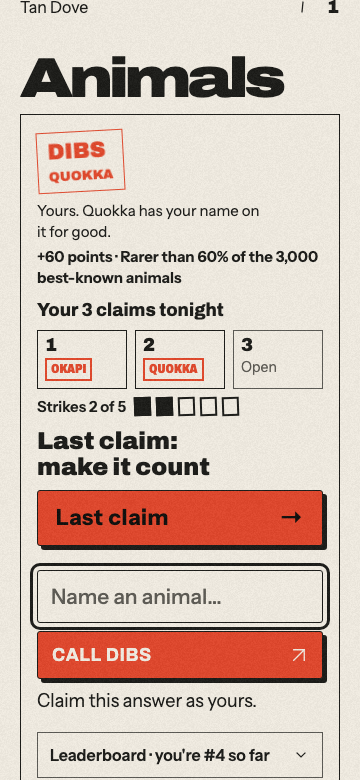 Tan Dove / 1
Animals
DIBS
QUOKKA
Yours. Quokka has your name on
it for good.
+60 points · Rarer than 60% of the 3,000
best-known animals
Your 3 claims tonight
1
OKAPI
2
QUOKKA
3
Open
Strikes 2 of 5
Last claim:
make it count
Last claim →
Name an animal...
CALL DIBS
Claim this answer as yours.
Leaderboard · you're #4 so far